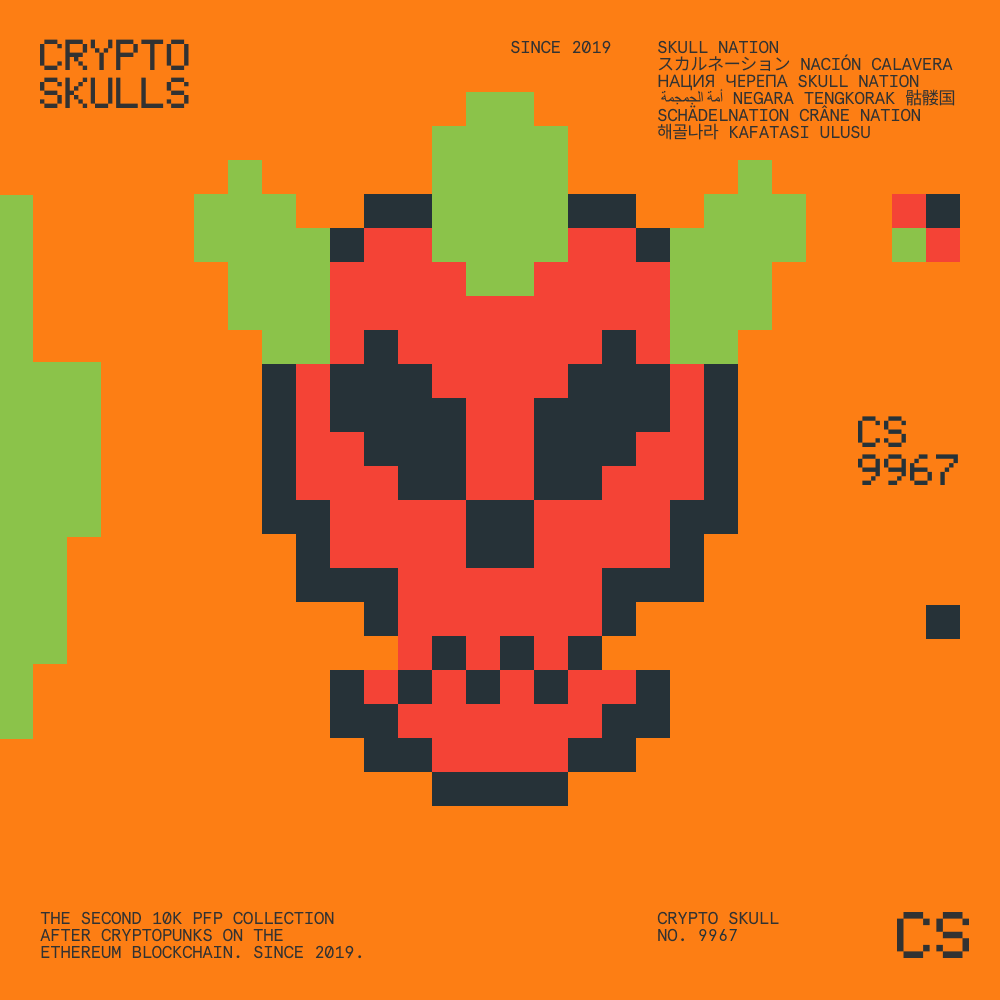 CRYPTO
SKULLS
SINCE 2019
SKULL NATION
スカルネーション NACIÓN CALAVERA
НАЦИЯ ЧЕРЕПА SKULL NATION
أمة الجمجمة NEGARA TENGKORAK 骷髅国
SCHÄDELNATION CRÂNE NATION
해골나라 KAFATASI ULUSU
CS
9967
THE SECOND 10K PFP COLLECTION
AFTER CRYPTOPUNKS ON THE
ETHEREUM BLOCKCHAIN. SINCE 2019.
CRYPTO SKULL
NO. 9967
CS